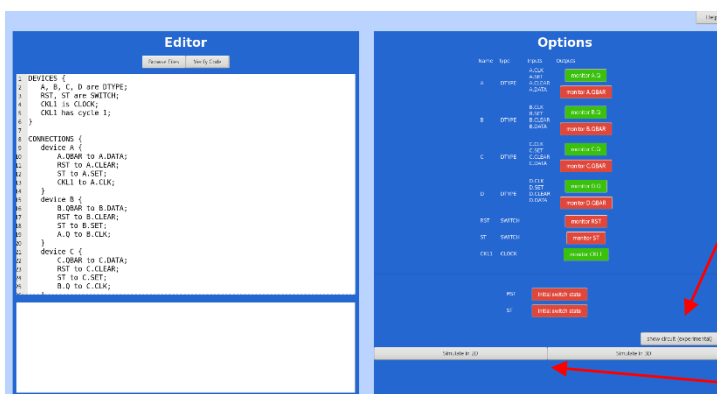 Help
Editor
Browse Files Verify Code
1 DEVICES {
2 A, B, C, D are DTYPE;
3 RST, ST are SWITCH;
4 CKL1 is CLOCK;
5 CKL1 has cycle 1;
6 }
7
8 CONNECTIONS {
9 device A {
10 A.QBAR to A.DATA;
11 RST to A.CLEAR;
12 ST to A.SET;
13 CKL1 to A.CLK;
14 }
15 device B {
16 B.QBAR to B.DATA;
17 RST to B.CLEAR;
18 ST to B.SET;
19 A.Q to B.CLK;
20 }
21 device C {
22 C.QBAR to C.DATA;
23 RST to C.CLEAR;
24 ST to C.SET;
25 B.Q to C.CLK;
Options
Name Type Inputs Outputs
A DTYPE
A.CLK
A.SET
A.CLEAR
A.DATA
monitor A.Q
monitor A.QBAR
B DTYPE
B.CLK
B.SET
B.CLEAR
B.DATA
monitor B.Q
monitor B.QBAR
C DTYPE
C.CLK
C.SET
C.CLEAR
C.DATA
monitor C.Q
monitor C.QBAR
D DTYPE
D.CLK
D.SET
D.CLEAR
D.DATA
monitor D.Q
monitor D.QBAR
RST SWITCH monitor RST
ST SWITCH monitor ST
CKL1 CLOCK monitor CKL1
RST Initial switch state
ST Initial switch state
show circuit (experimental)
Simulate in 2D Simulate in 3D